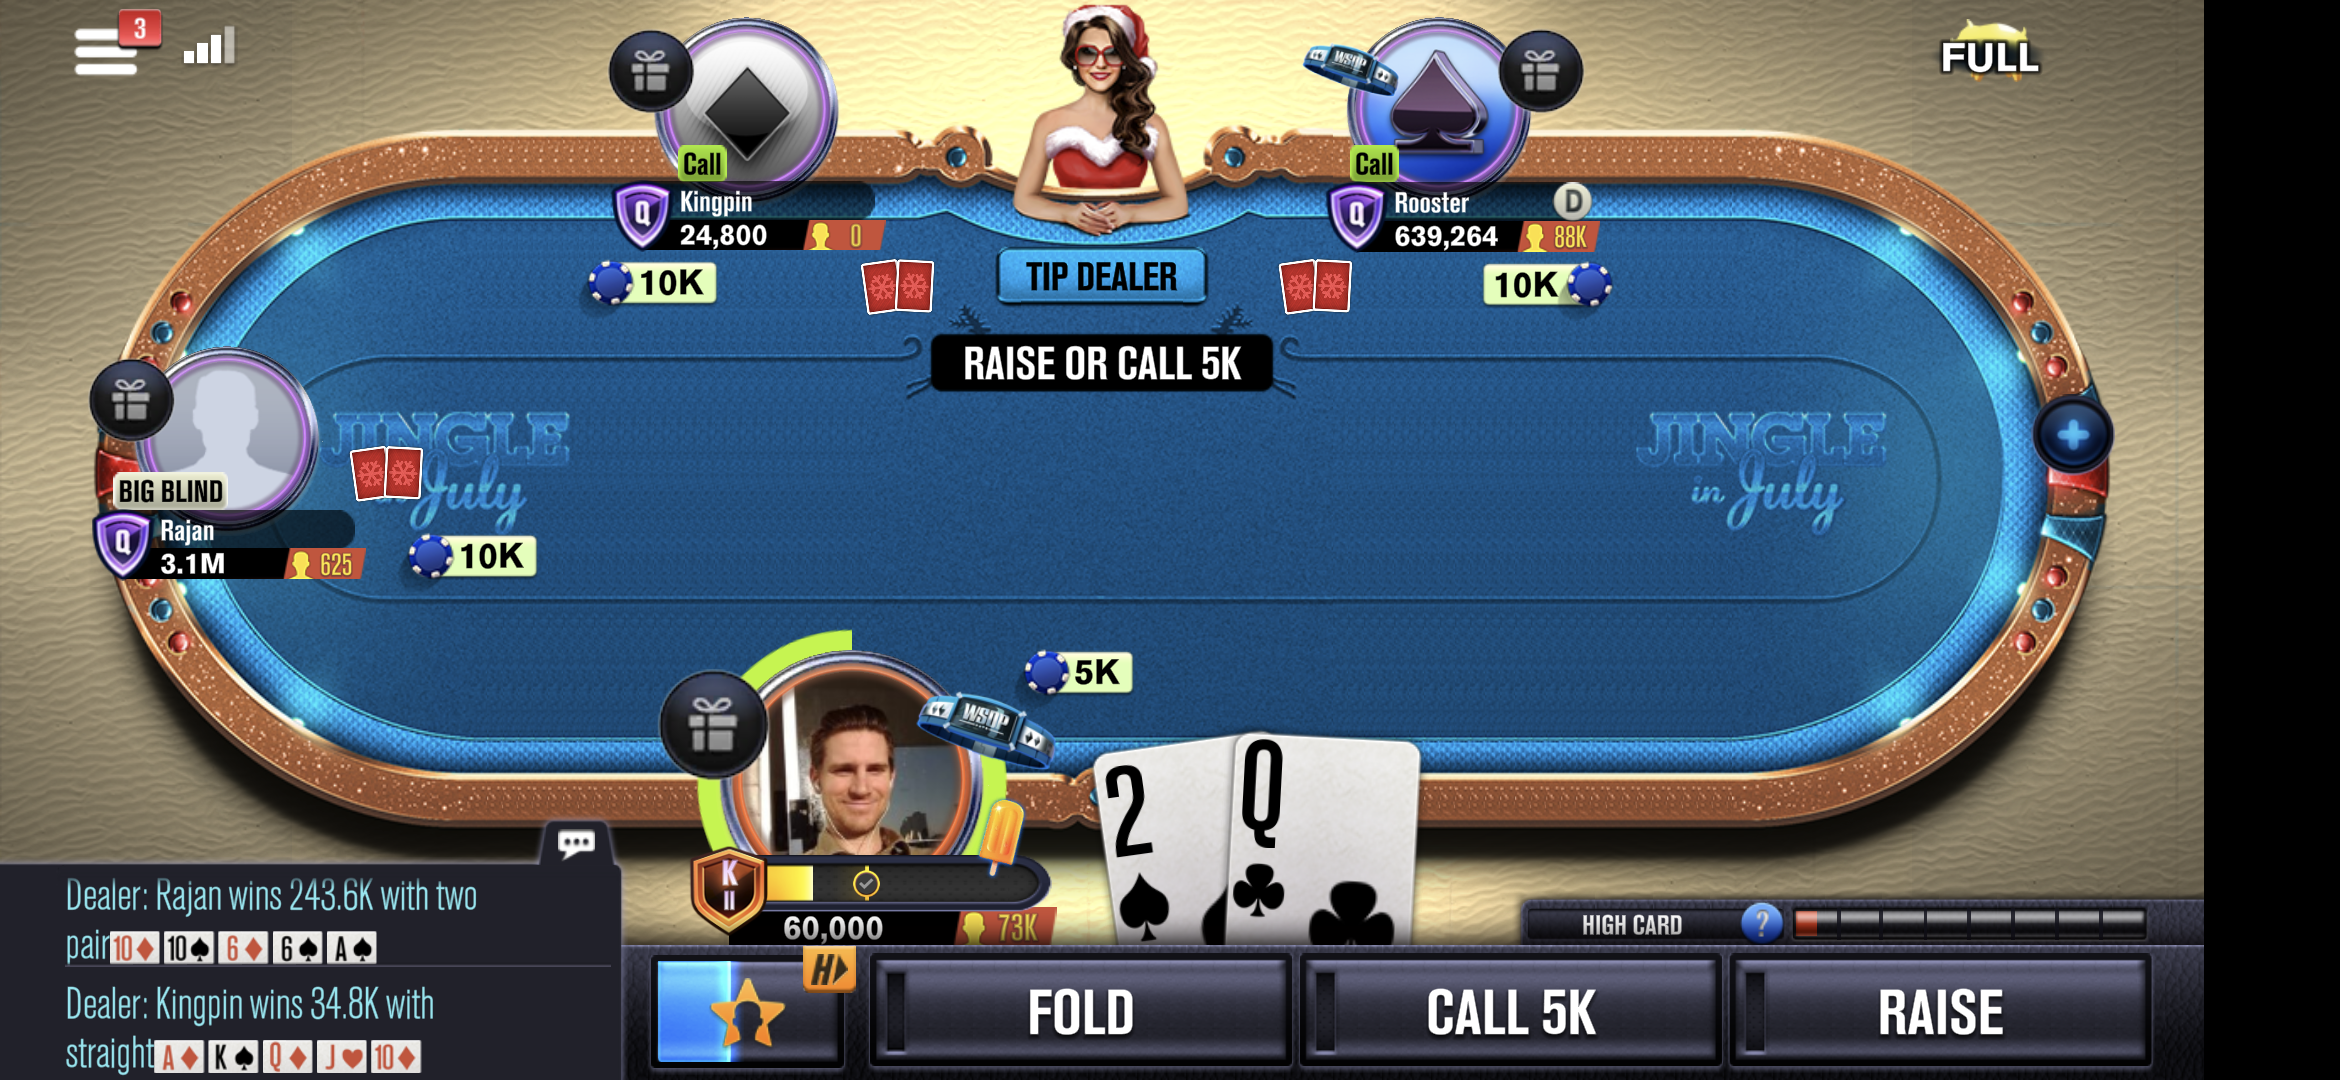 3
FULL
WSOP
Call
Call
Q
Kingpin
24,800
0
Q
Rooster
D
639,264
88K
TIP DEALER
10K
10K
RAISE OR CALL 5K
JINGLE
in July
JINGLE
in July
BIG BLIND
Q
Rajan
3.1M
625
10K
5K
WSOP
2
Q
K
II
60,000
73K
HIGH CARD
?
Dealer: Rajan wins 243.6K with two
pair 10♦ 10♠ 6♦ 6♠ A♠
Dealer: Kingpin wins 34.8K with
straight A♦ K♠ Q♦ J♥ 10♦
H
FOLD
CALL 5K
RAISE